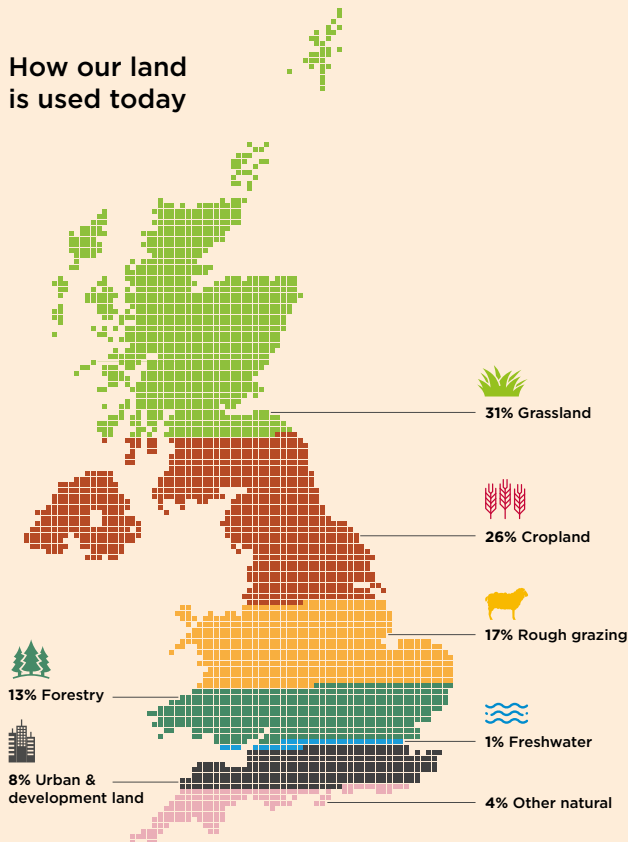 How our land
is used today
31% Grassland
26% Cropland
17% Rough grazing
13% Forestry
1% Freshwater
8% Urban &
development land
4% Other natural